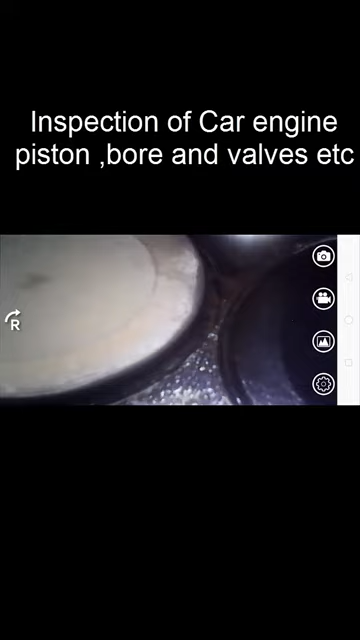 Inspection of Car engine
piston ,bore and valves etc
R